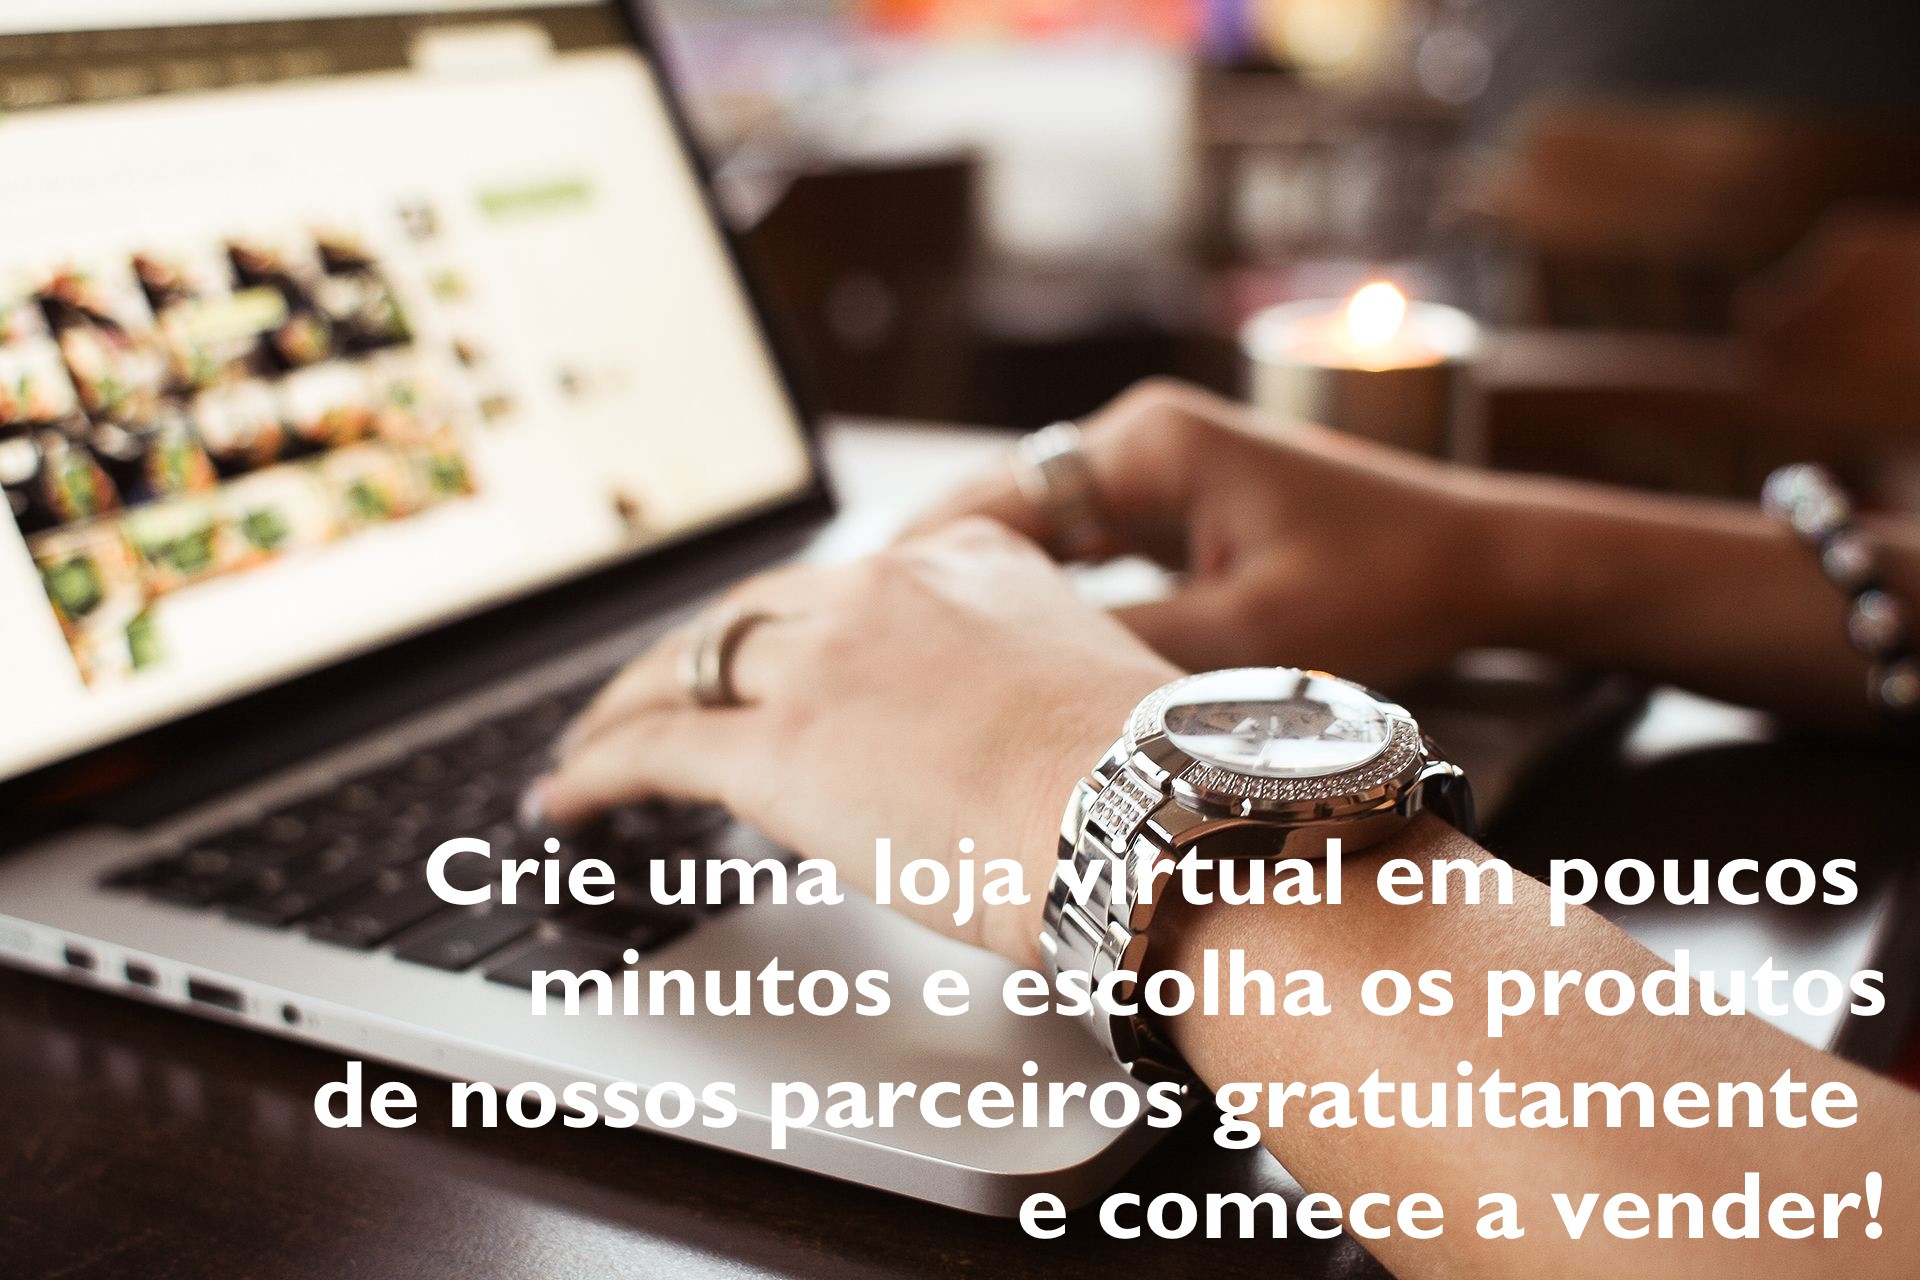 Crie uma loja virtual em poucos
minutos e escolha os produtos
de nossos parceiros gratuitamente
e comece a vender!